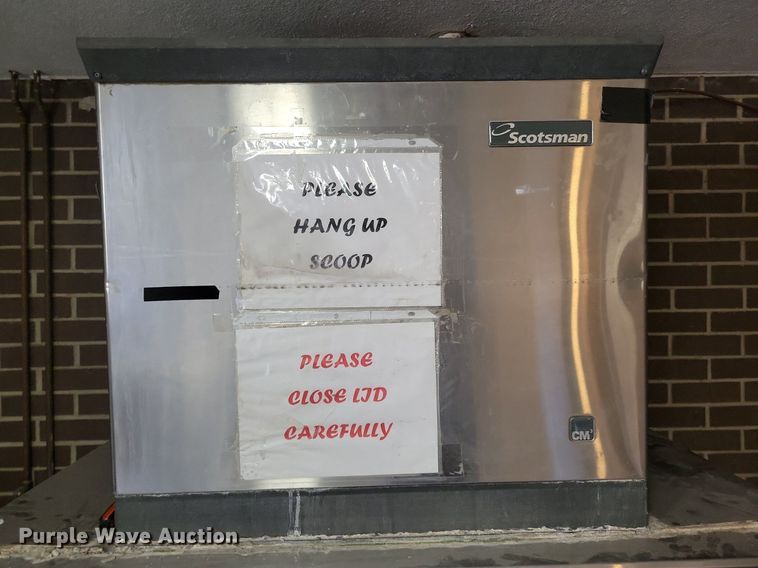 Scotsman
PLEASE
HANG UP
SCOOP
PLEASE
CLOSE LID
CAREFULLY
CM³
Purple Wave Auction